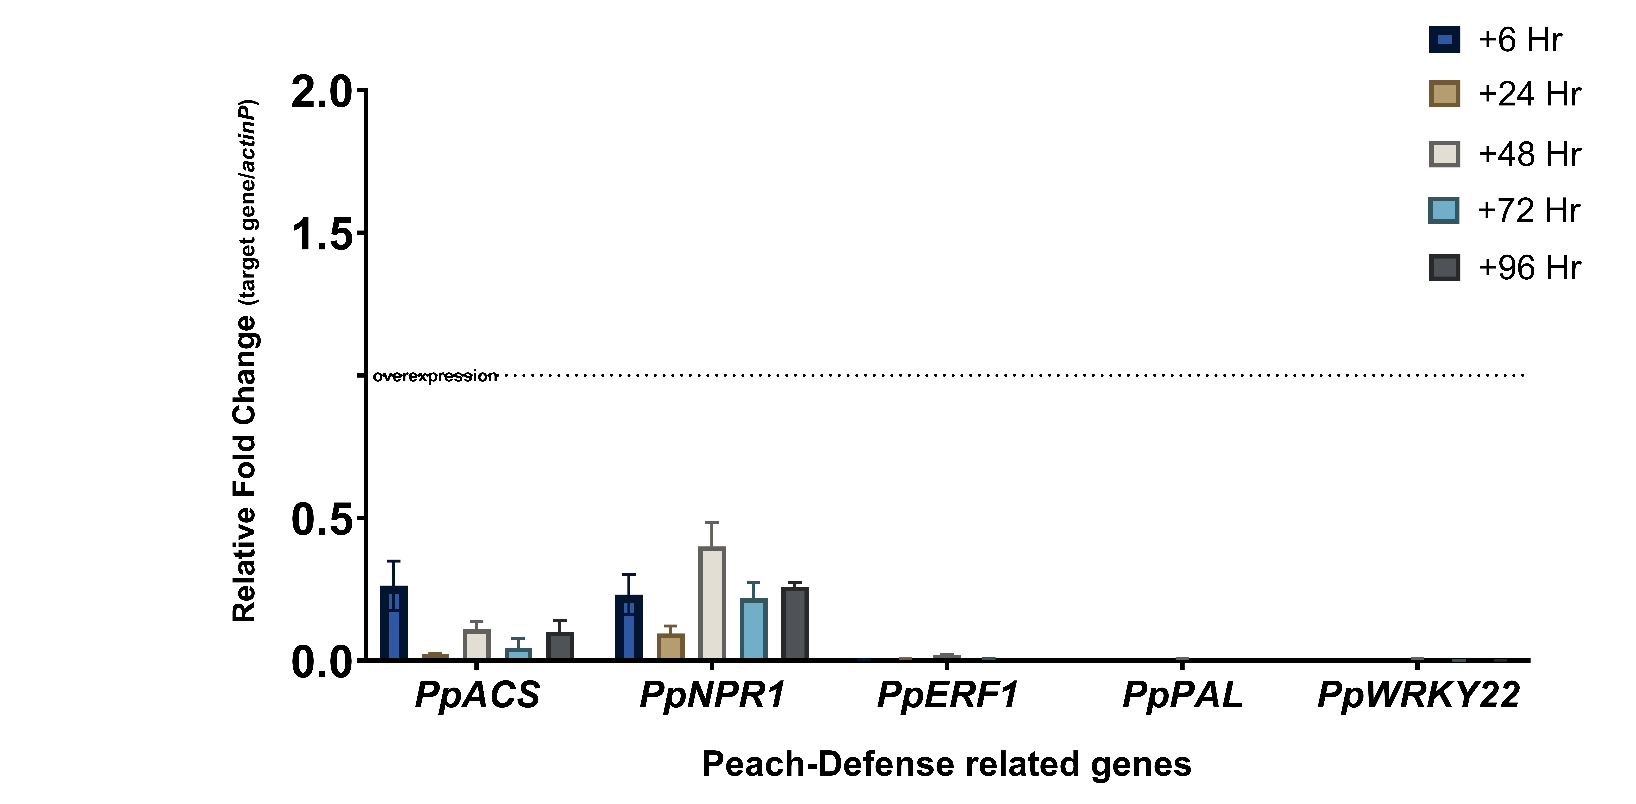 +6 Hr
+24 Hr
+48 Hr
+72 Hr
+96 Hr
Relative Fold Change (target gene/actinP)
2.0
1.5
overexpression
0.5
0.0
PpACS PpNPR1 PpERF1 PpPAL PpWRKY22
Peach-Defense related genes